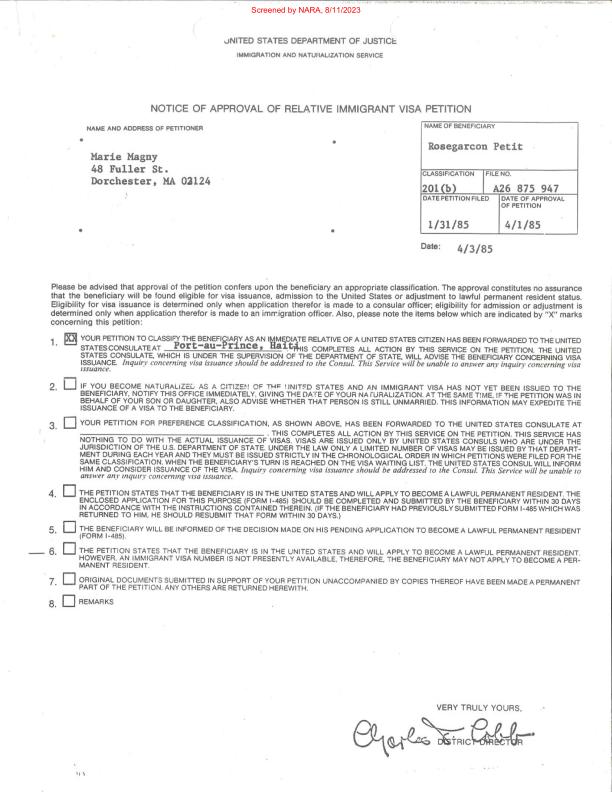 Screened by NARA, 8/11/2023
UNITED STATES DEPARTMENT OF JUSTICE
IMMIGRATION AND NATURALIZATION SERVICE
NOTICE OF APPROVAL OF RELATIVE IMMIGRANT VISA PETITION
NAME AND ADDRESS OF PETITIONER
Marie Magny
48 Fuller St.
Dorchester, MA 02124
NAME OF BENEFICIARY
Rosegarcon Petit
CLASSIFICATION FILE NO.
201(b) A26 875 947
DATE PETITION FILED DATE OF APPROVAL
OF PETITION
1/31/85 4/1/85
Date: 4/3/85
Please be advised that approval of the petition confers upon the beneficiary an appropriate classification. The approval constitutes no assurance
that the beneficiary will be found eligible for visa issuance, admission to the United States or adjustment to lawful permanent resident status.
Eligibility for visa issuance is determined only when application therefor is made to a consular officer; eligibility for admission or adjustment is
determined only when application therefor is made to an immigration officer. Also, please note the items below which are indicated by "X" marks
concerning this petition:
1. XX YOUR PETITION TO CLASSIFY THE BENEFICIARY AS AN IMMEDIATE RELATIVE OF A UNITED STATES CITIZEN HAS BEEN FORWARDED TO THE UNITED
STATES CONSULATE AT Port-au-Prince, Haiti THIS COMPLETES ALL ACTION BY THIS SERVICE ON THE PETITION. THE UNITED
STATES CONSULATE, WHICH IS UNDER THE SUPERVISION OF THE DEPARTMENT OF STATE, WILL ADVISE THE BENEFICIARY CONCERNING VISA
ISSUANCE. Inquiry concerning visa issuance should be addressed to the Consul. This Service will be unable to answer any inquiry concerning visa
issuance.
2. IF YOU BECOME NATURALIZED AS A CITIZEN OF THE UNITED STATES AND AN IMMIGRANT VISA HAS NOT YET BEEN ISSUED TO THE
BENEFICIARY, NOTIFY THIS OFFICE IMMEDIATELY, GIVING THE DATE OF YOUR NATURALIZATION. AT THE SAME TIME, IF THE PETITION WAS IN
BEHALF OF YOUR SON OR DAUGHTER, ALSO ADVISE WHETHER THAT PERSON IS STILL UNMARRIED. THIS INFORMATION MAY EXPEDITE THE
ISSUANCE OF A VISA TO THE BENEFICIARY.
3. YOUR PETITION FOR PREFERENCE CLASSIFICATION, AS SHOWN ABOVE, HAS BEEN FORWARDED TO THE UNITED STATES CONSULATE AT
. THIS COMPLETES ALL ACTION BY THIS SERVICE ON THE PETITION. THIS SERVICE HAS
NOTHING TO DO WITH THE ACTUAL ISSUANCE OF VISAS. VISAS ARE ISSUED ONLY BY UNITED STATES CONSULS WHO ARE UNDER THE
JURISDICTION OF THE U.S. DEPARTMENT OF STATE. UNDER THE LAW ONLY A LIMITED NUMBER OF VISAS MAY BE ISSUED BY THAT DEPART-
MENT DURING EACH YEAR AND THEY MUST BE ISSUED STRICTLY IN THE CHRONOLOGICAL ORDER IN WHICH PETITIONS WERE FILED FOR THE
SAME CLASSIFICATION. WHEN THE BENEFICIARY'S TURN IS REACHED ON THE VISA WAITING LIST, THE UNITED STATES CONSUL WILL INFORM
HIM AND CONSIDER ISSUANCE OF THE VISA. Inquiry concerning visa issuance should be addressed to the Consul. This Service will be unable to
answer any inquiry concerning visa issuance.
4. THE PETITION STATES THAT THE BENEFICIARY IS IN THE UNITED STATES AND WILL APPLY TO BECOME A LAWFUL PERMANENT RESIDENT. THE
ENCLOSED APPLICATION FOR THIS PURPOSE (FORM I-485) SHOULD BE COMPLETED AND SUBMITTED BY THE BENEFICIARY WITHIN 30 DAYS
IN ACCORDANCE WITH THE INSTRUCTIONS CONTAINED THEREIN. (IF THE BENEFICIARY HAD PREVIOUSLY SUBMITTED FORM I-485 WHICH WAS
RETURNED TO HIM, HE SHOULD RESUBMIT THAT FORM WITHIN 30 DAYS.)
5. THE BENEFICIARY WILL BE INFORMED OF THE DECISION MADE ON HIS PENDING APPLICATION TO BECOME A LAWFUL PERMANENT RESIDENT
(FORM I-485).
6. THE PETITION STATES THAT THE BENEFICIARY IS IN THE UNITED STATES AND WILL APPLY TO BECOME A LAWFUL PERMANENT RESIDENT.
HOWEVER, AN IMMIGRANT VISA NUMBER IS NOT PRESENTLY AVAILABLE, THEREFORE, THE BENEFICIARY MAY NOT APPLY TO BECOME A PER-
MANENT RESIDENT.
7. ORIGINAL DOCUMENTS SUBMITTED IN SUPPORT OF YOUR PETITION UNACCOMPANIED BY COPIES THEREOF HAVE BEEN MADE A PERMANENT
PART OF THE PETITION. ANY OTHERS ARE RETURNED HEREWITH.
8. REMARKS
VERY TRULY YOURS,
Charles T. Cobb
DISTRICT DIRECTOR